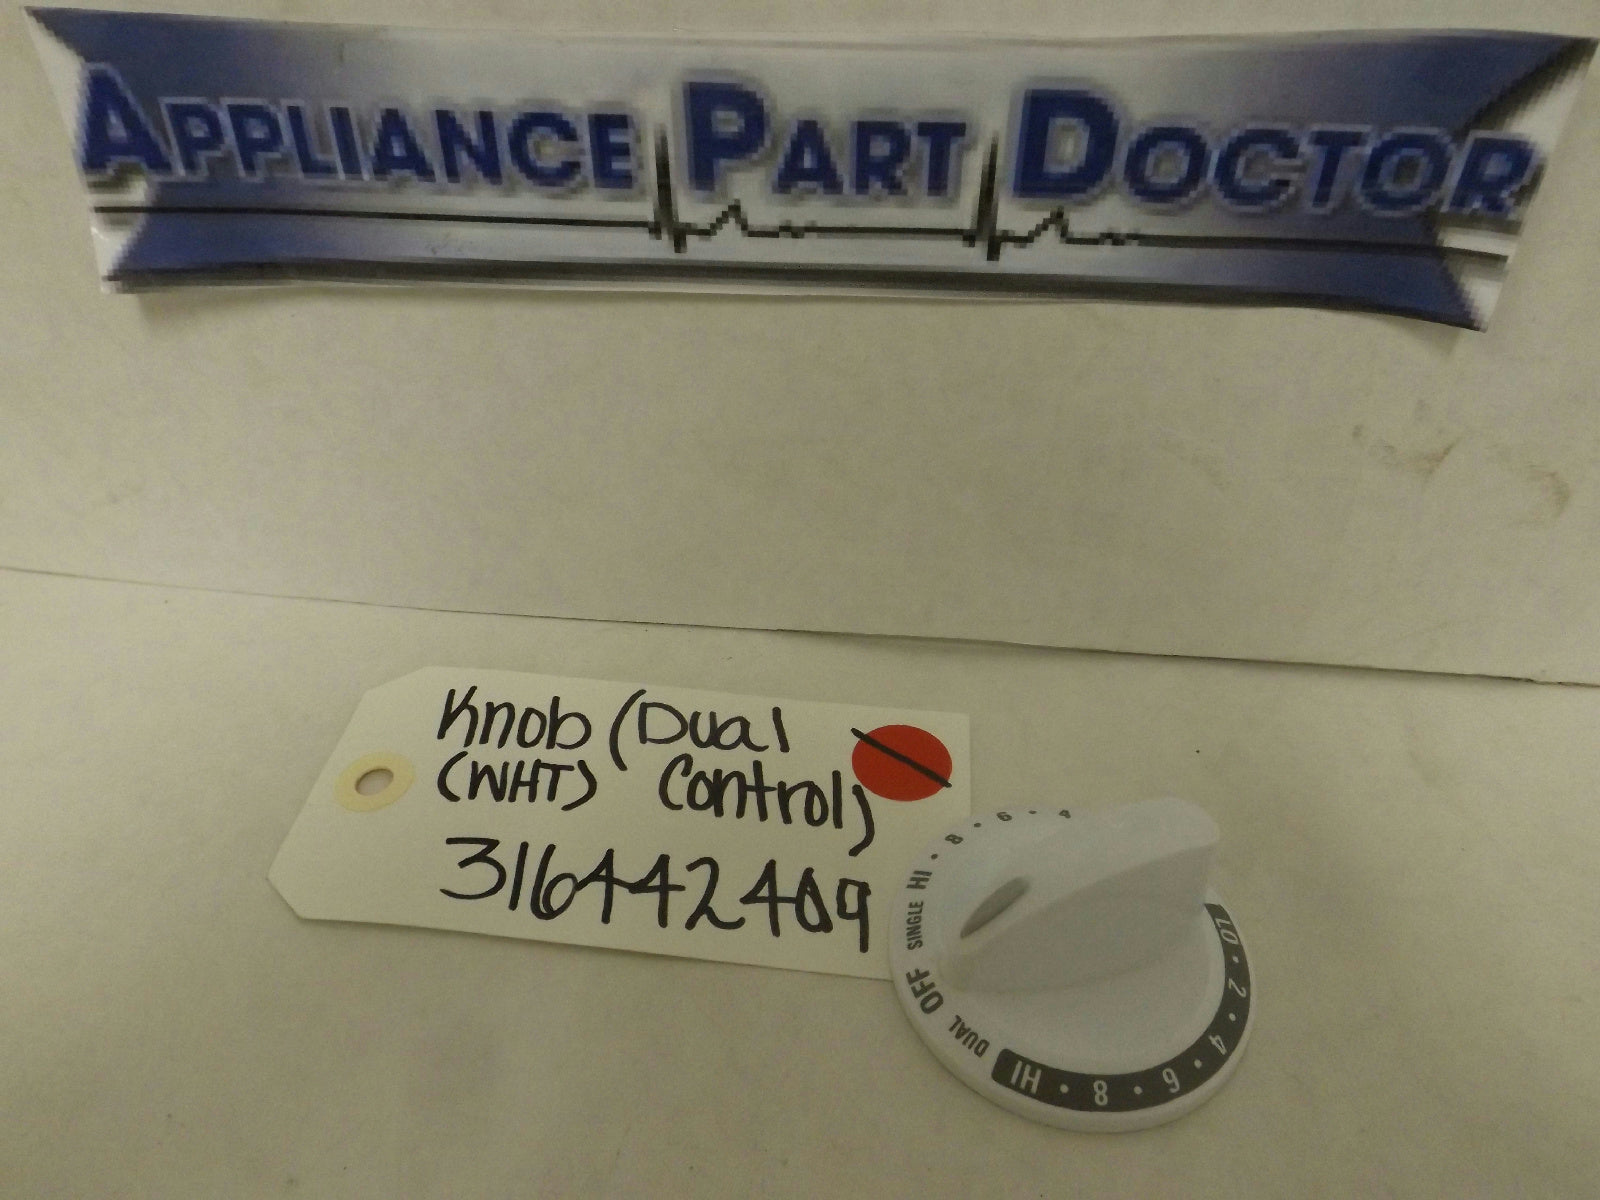 APPLIANCE PART DOCTOR
Knob (Dual
(WHT) Control)
316442409
4 · 6 · 8 · HI SINGLE
OFF
DUAL HI · 8 · 6 · 4 · 2 · LO